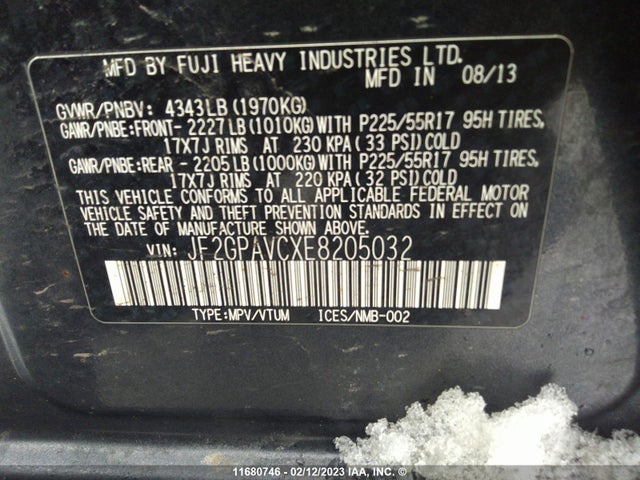 MFD BY FUJI HEAVY INDUSTRIES LTD.
MFD IN 08/13
GVWR/PNBV: 4343LB(1970KG)
GAWR/PNBE:FRONT-2227LB(1010KG)WITH P225/55R17 95H TIRES,
17X7J RIMS AT 230 KPA(33 PSI)COLD
GAWR/PNBE:REAR -2205LB(1000KG)WITH P225/55R17 95H TIRES,
17X7J RIMS AT 220 KPA(32 PSI)COLD
THIS VEHICLE CONFORMS TO ALL APPLICABLE FEDERAL MOTOR
VEHICLE SAFETY AND THEFT PREVENTION STANDARDS IN EFFECT
ON THE DATE OF MANUFACTURE SHOWN ABOVE.
VIN: JF2GPAVCXE8205032
TYPE:MPV/VTUM ICES/NMB-002
11680746 - 02/12/2023 IAA, INC. ©